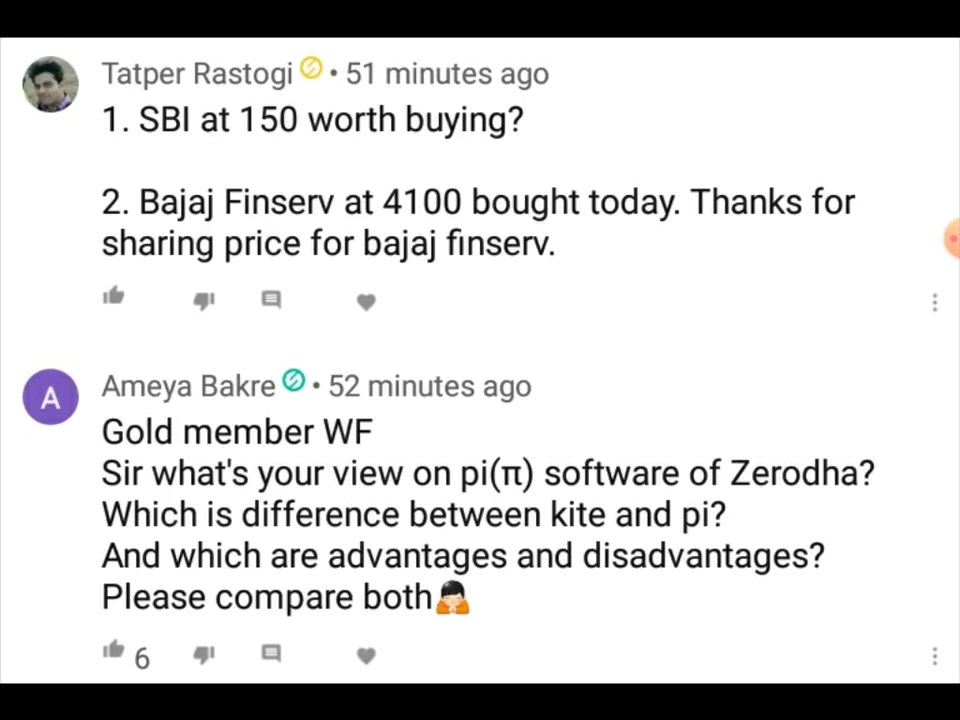 Tatper Rastogi • 51 minutes ago
1. SBI at 150 worth buying?
2. Bajaj Finserv at 4100 bought today. Thanks for
sharing price for bajaj finserv.
A
Ameya Bakre • 52 minutes ago
Gold member WF
Sir what's your view on pi(π) software of Zerodha?
Which is difference between kite and pi?
And which are advantages and disadvantages?
Please compare both🙏
6